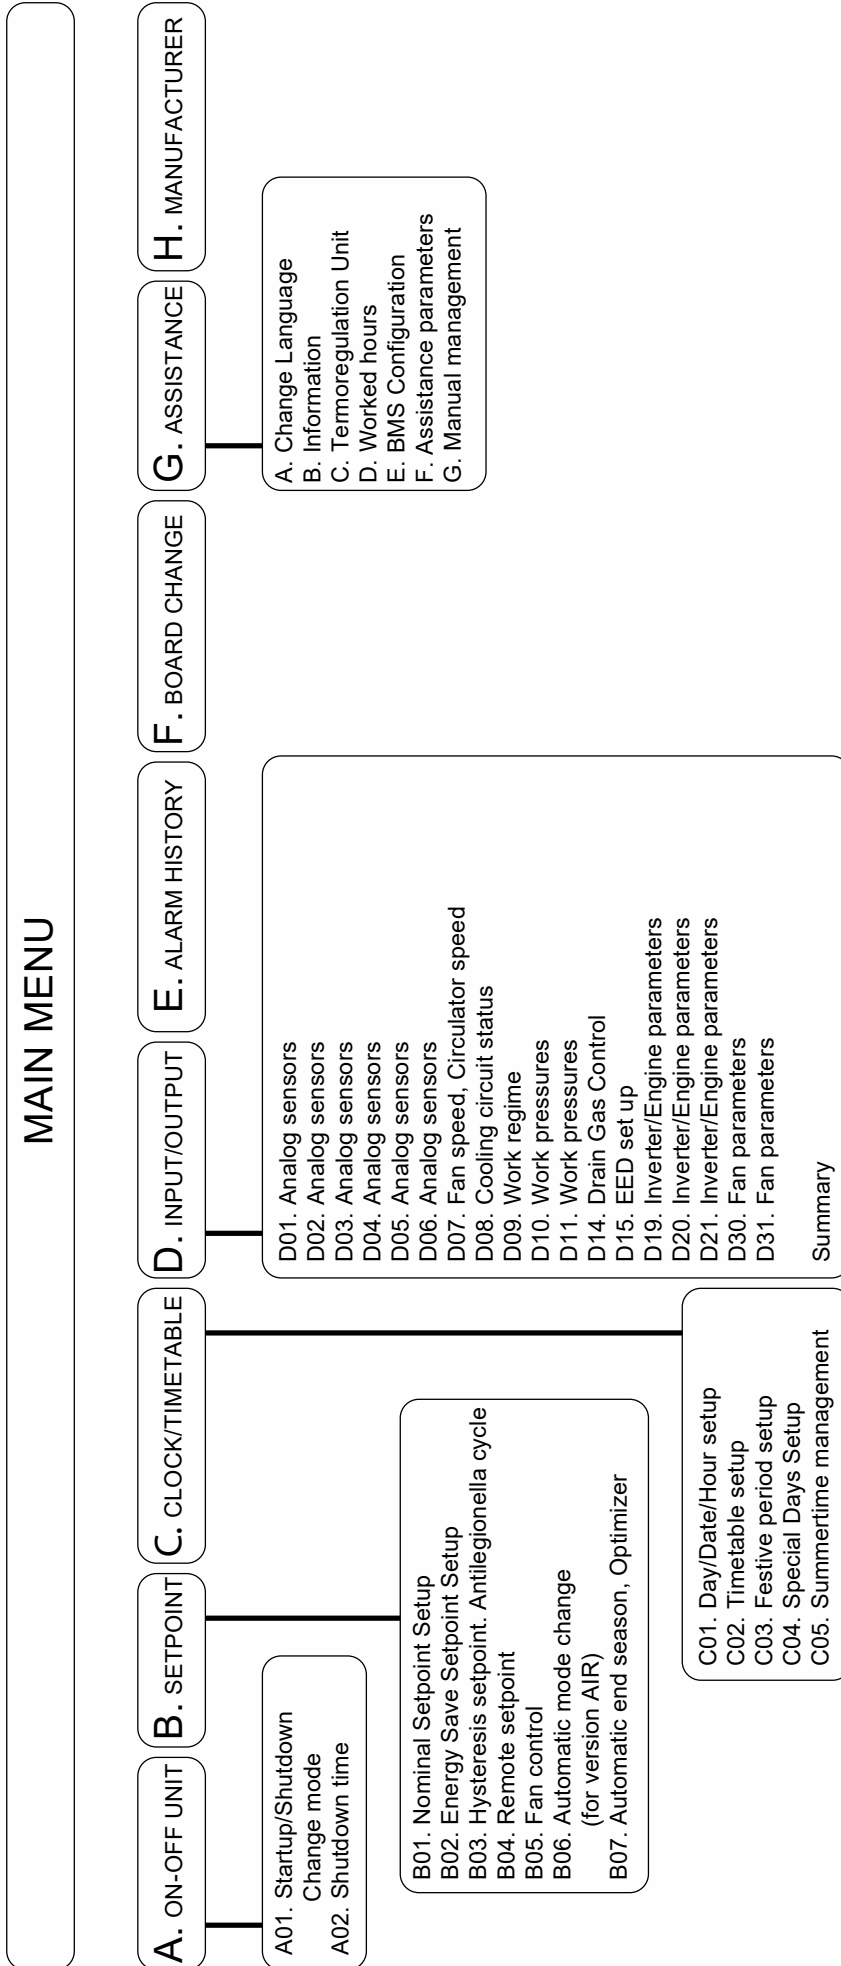 MAIN MENU
A. ON-OFF UNIT
B. SETPOINT
C. CLOCK/TIMETABLE
D. INPUT/OUTPUT
E. ALARM HISTORY
F. BOARD CHANGE
G. ASSISTANCE
H. MANUFACTURER
A01. Startup/Shutdown
Change mode
A02. Shutdown time
B01. Nominal Setpoint Setup
B02. Energy Save Setpoint Setup
B03. Hysteresis setpoint. Antilegionella cycle
B04. Remote setpoint
B05. Fan control
B06. Automatic mode change
(for version AIR)
B07. Automatic end season, Optimizer
C01. Day/Date/Hour setup
C02. Timetable setup
C03. Festive period setup
C04. Special Days Setup
C05. Summertime management
D01. Analog sensors
D02. Analog sensors
D03. Analog sensors
D04. Analog sensors
D05. Analog sensors
D06. Analog sensors
D07. Fan speed, Circulator speed
D08. Cooling circuit status
D09. Work regime
D10. Work pressures
D11. Work pressures
D14. Drain Gas Control
D15. EED set up
D19. Inverter/Engine parameters
D20. Inverter/Engine parameters
D21. Inverter/Engine parameters
D30. Fan parameters
D31. Fan parameters
Summary
A. Change Language
B. Information
C. Termoregulation Unit
D. Worked hours
E. BMS Configuration
F. Assistance parameters
G. Manual management